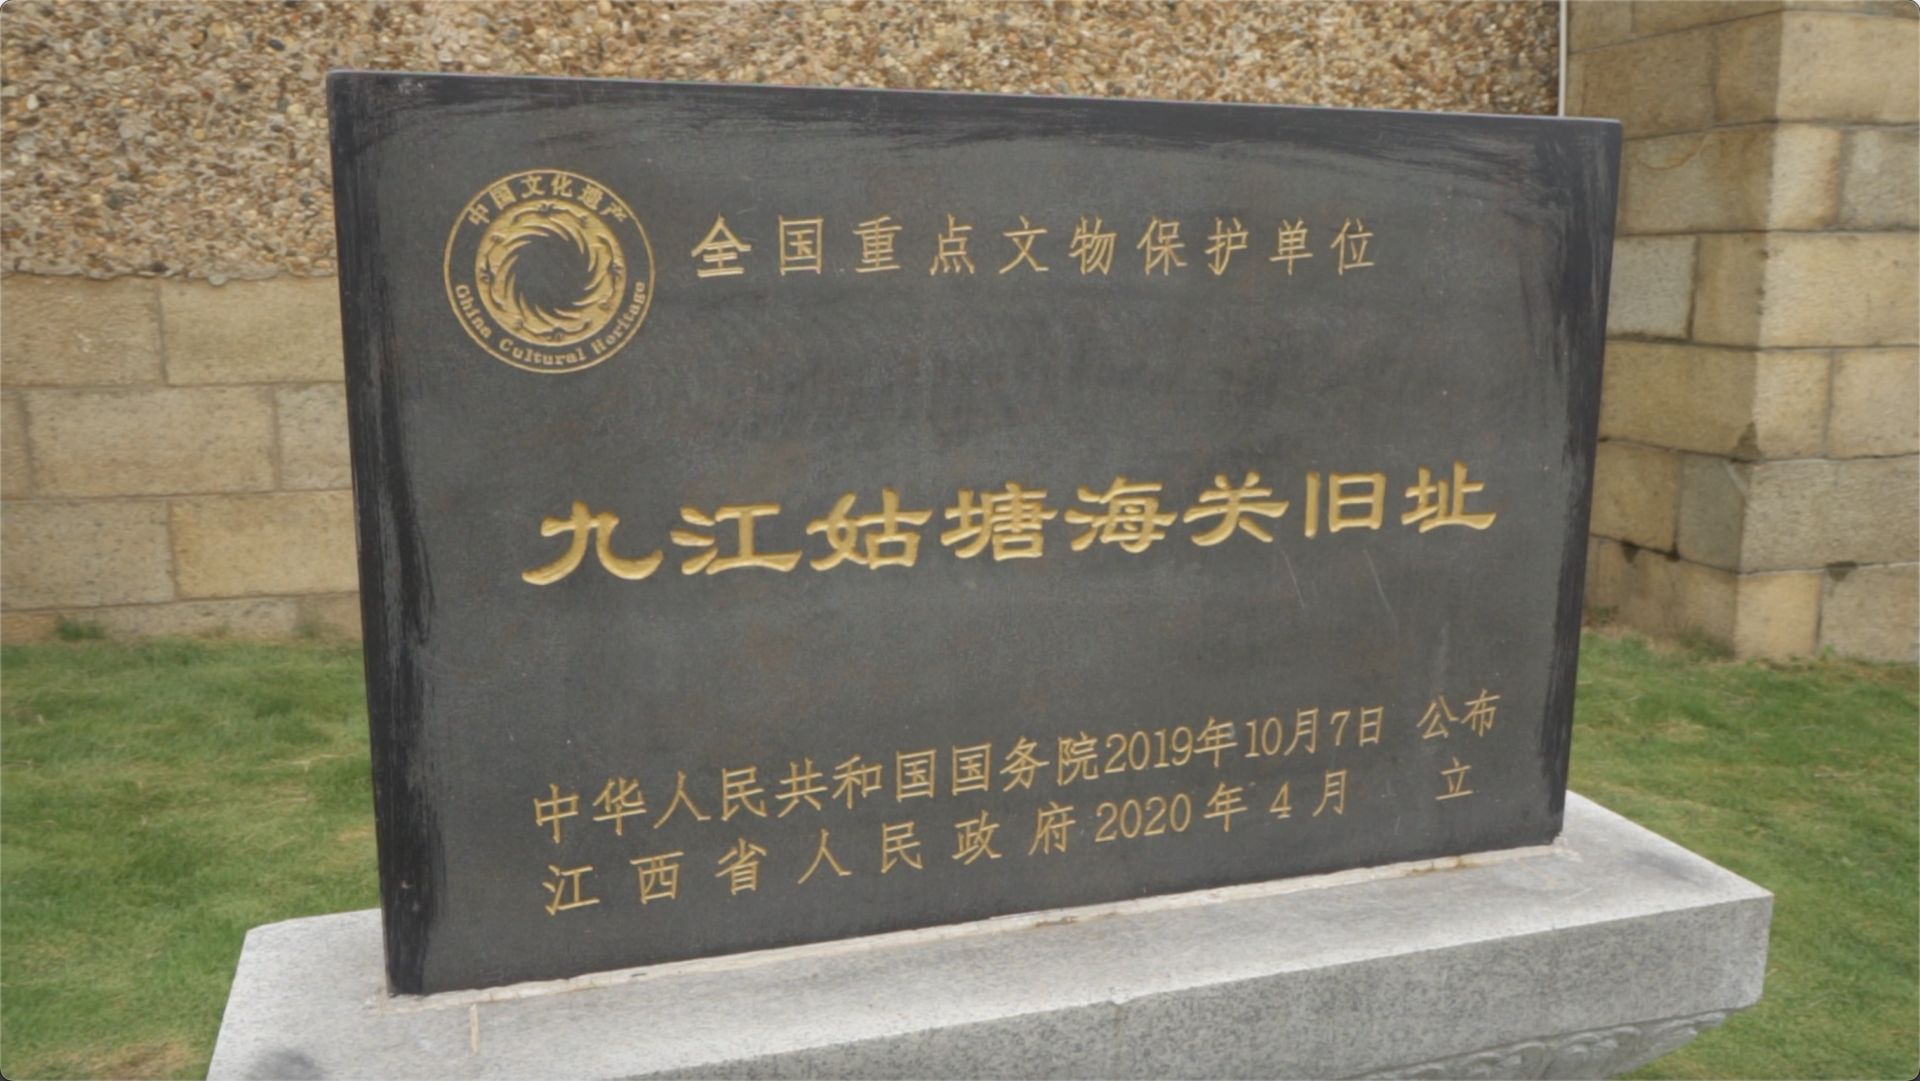 中国文化遗产
China Cultural Heritage
全国重点文物保护单位
九江姑塘海关旧址
中华人民共和国国务院2019年10月7日 公布
江西省人民政府2020年4月 立